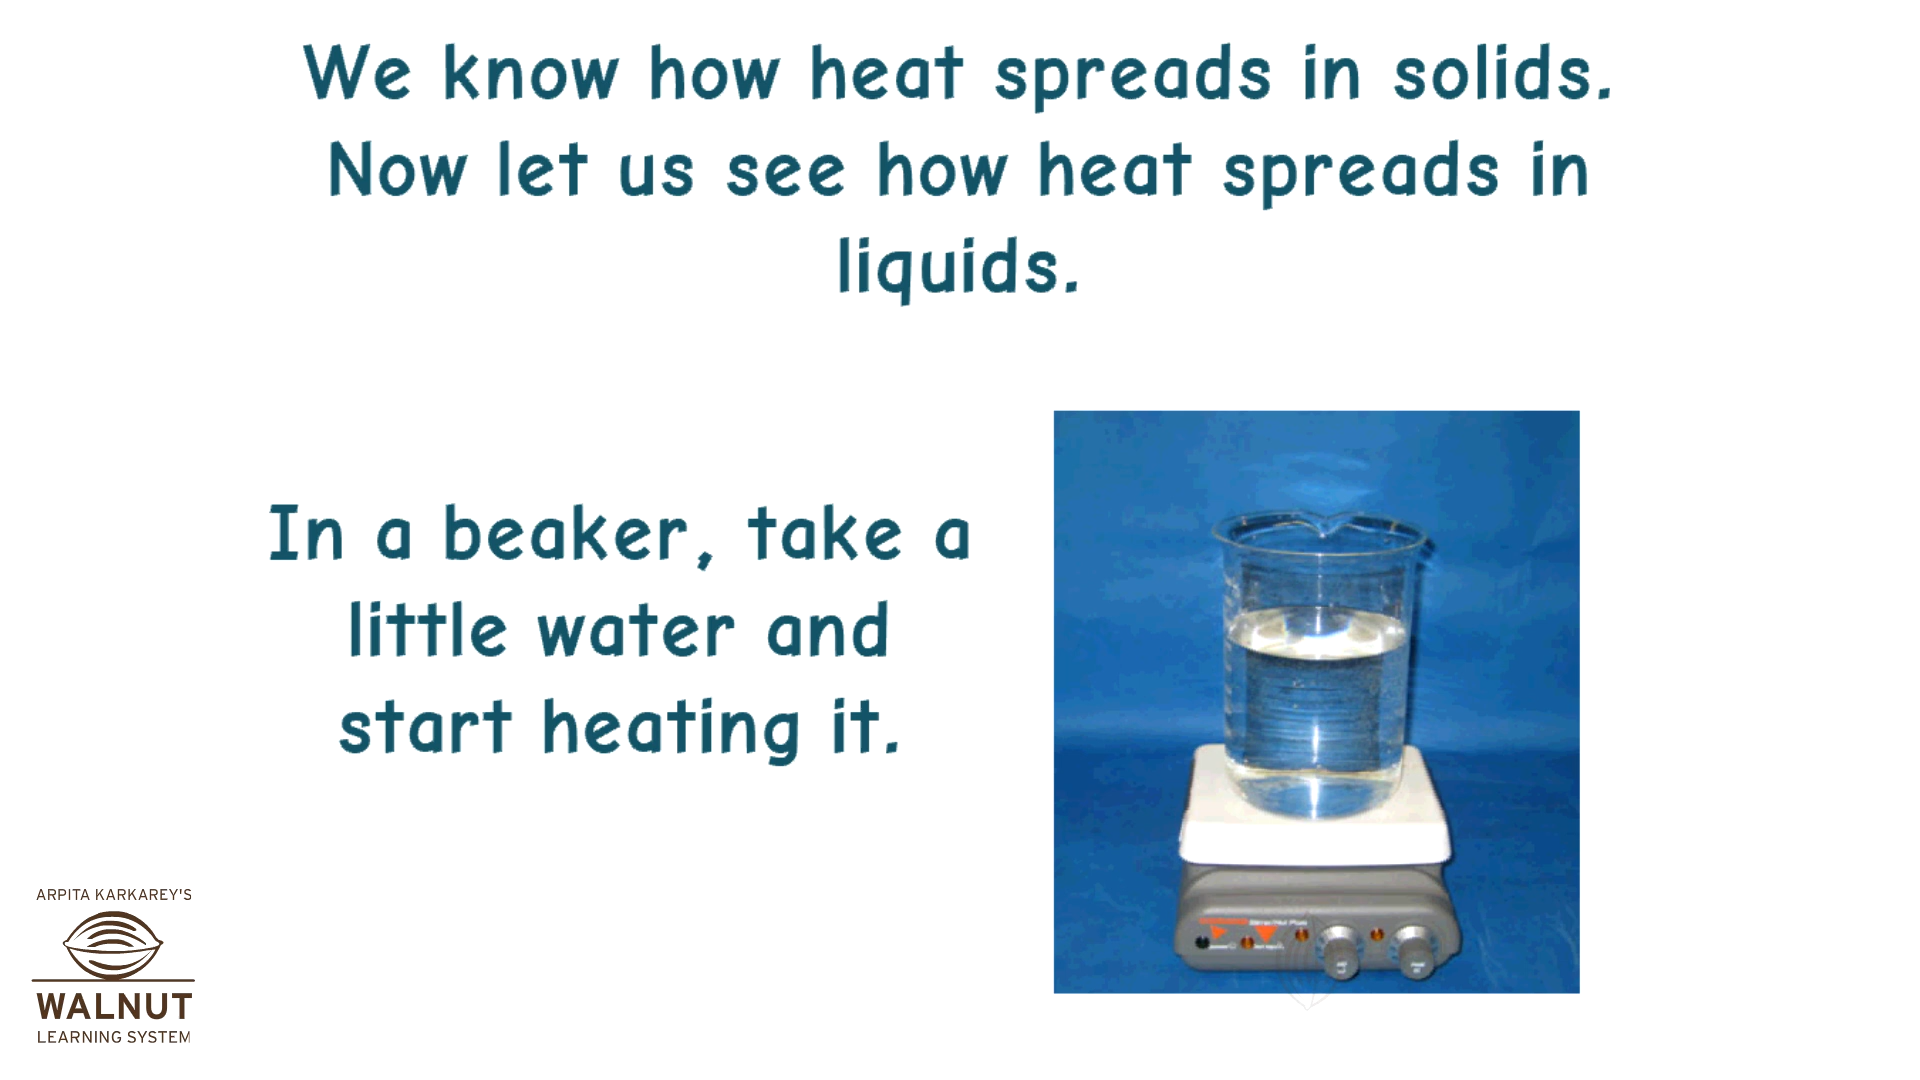 We know how heat spreads in solids.
Now let us see how heat spreads in
liquids.
In a beaker, take a
little water and
start heating it.
ARPITA KARKAREY'S
WALNUT
LEARNING SYSTEM